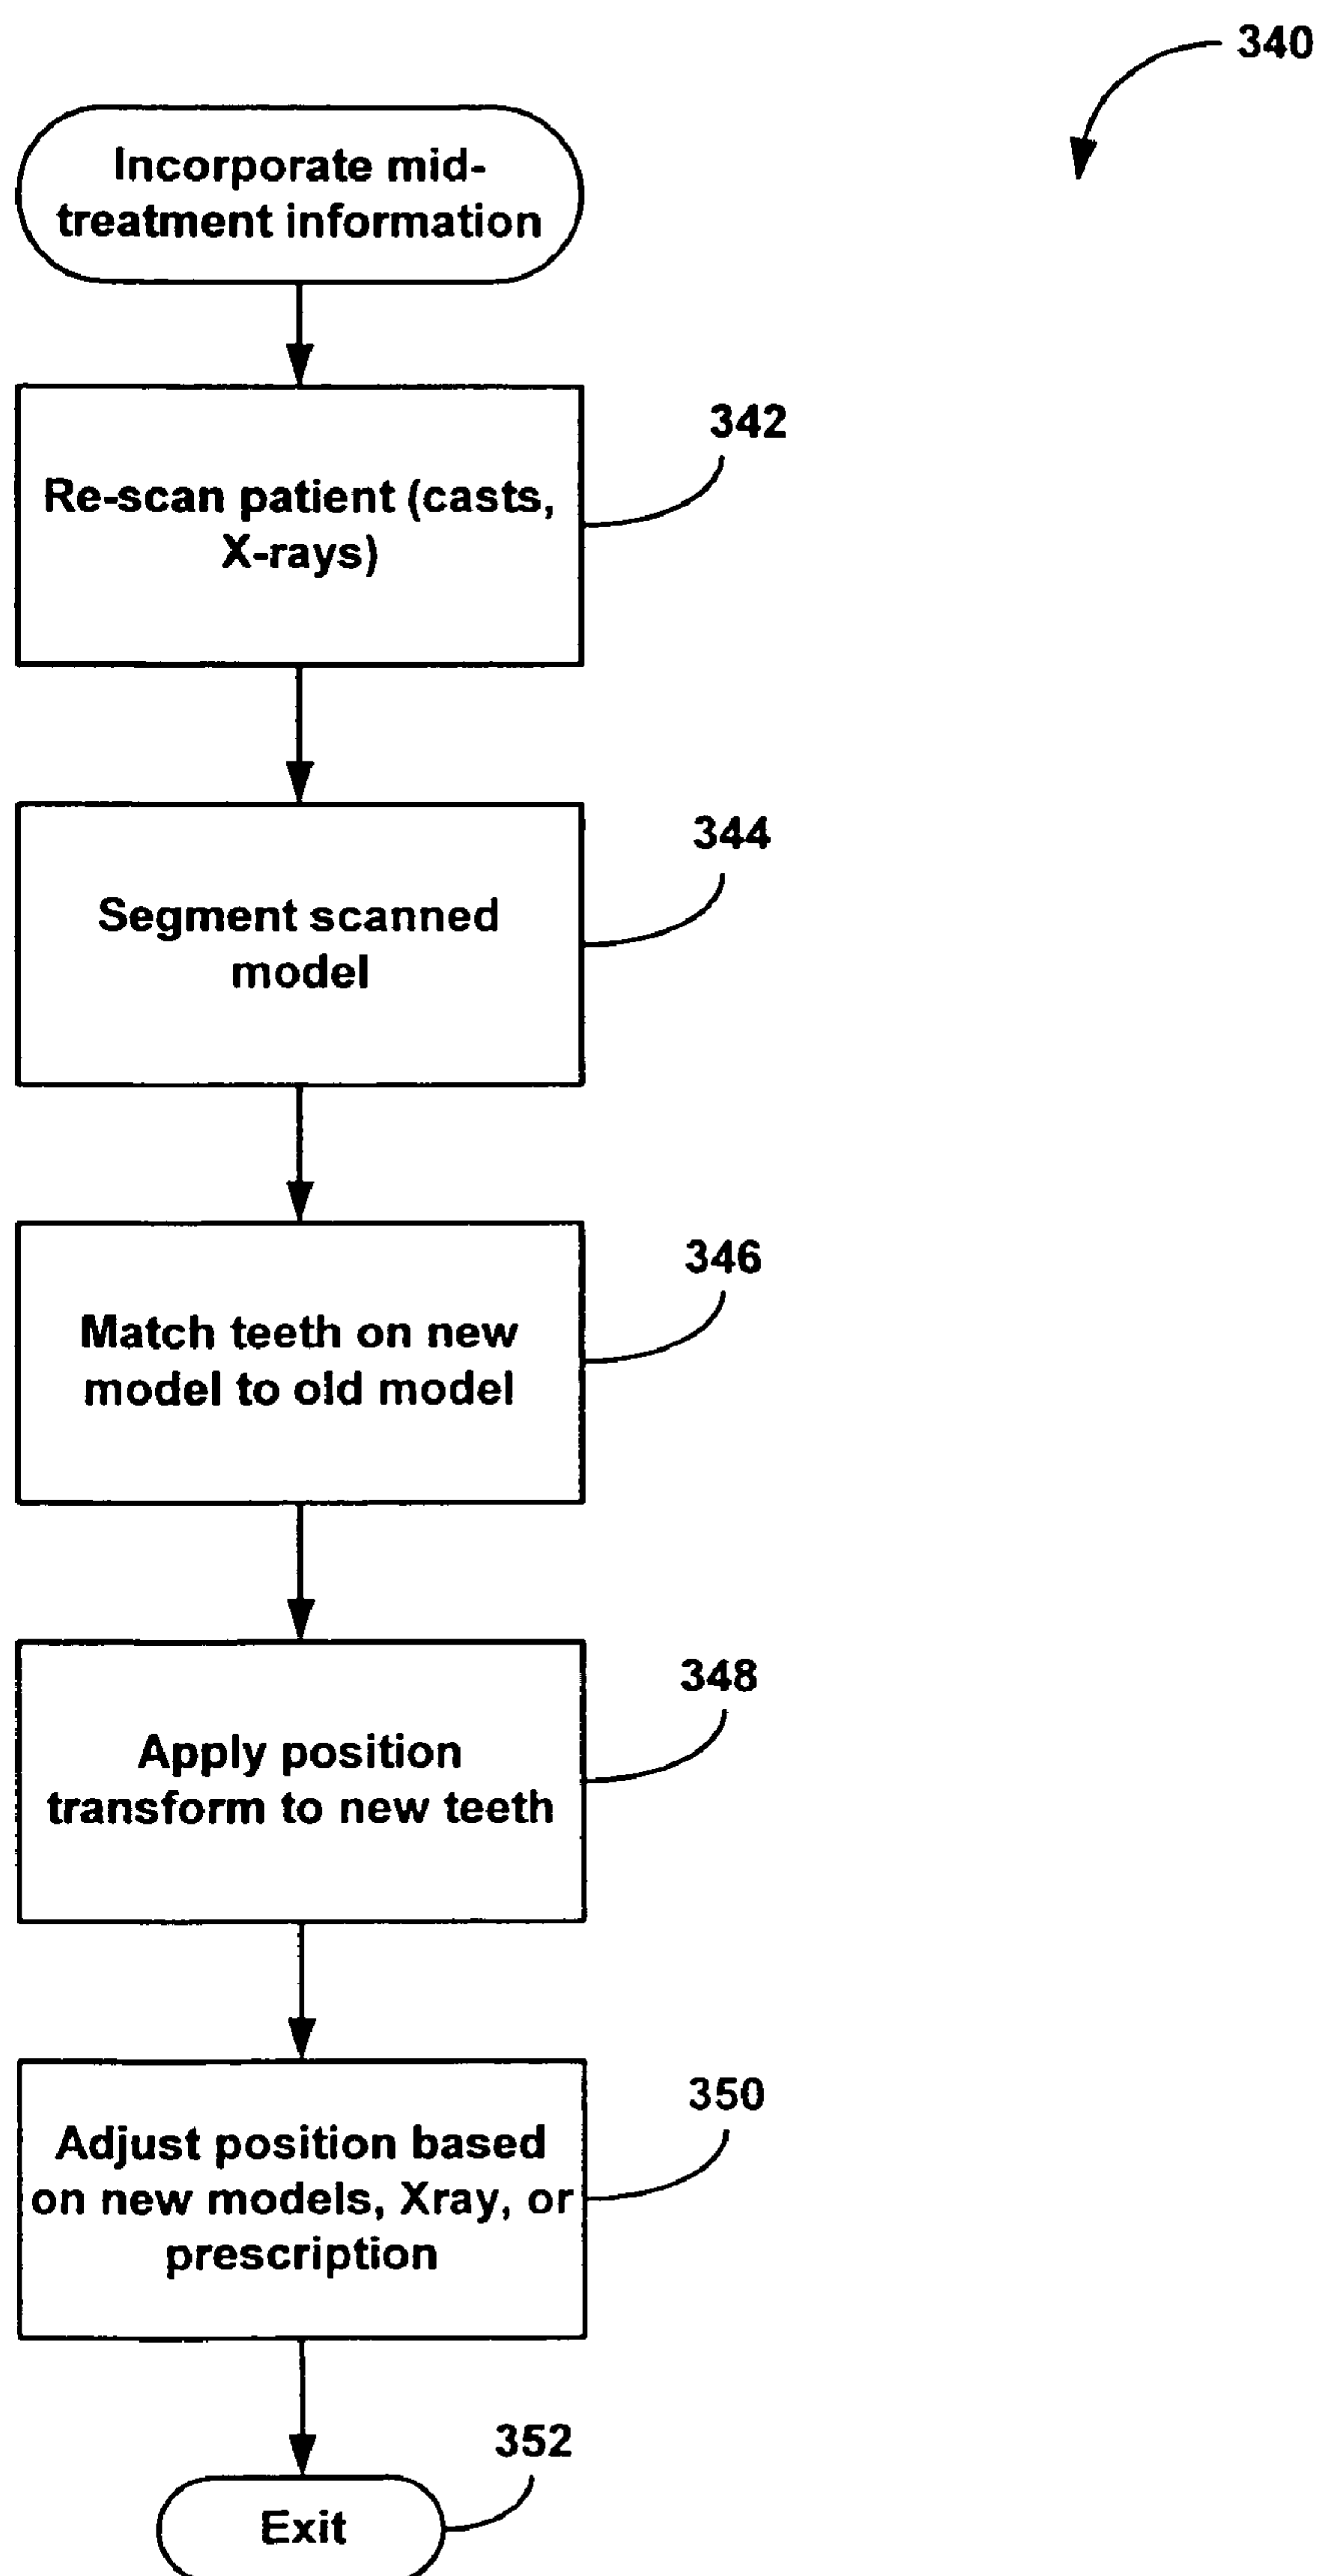 340
Incorporate mid-
treatment information
342
Re-scan patient (casts,
X-rays)
344
Segment scanned
model
346
Match teeth on new
model to old model
348
Apply position
transform to new teeth
350
Adjust position based
on new models, Xray, or
prescription
352
Exit